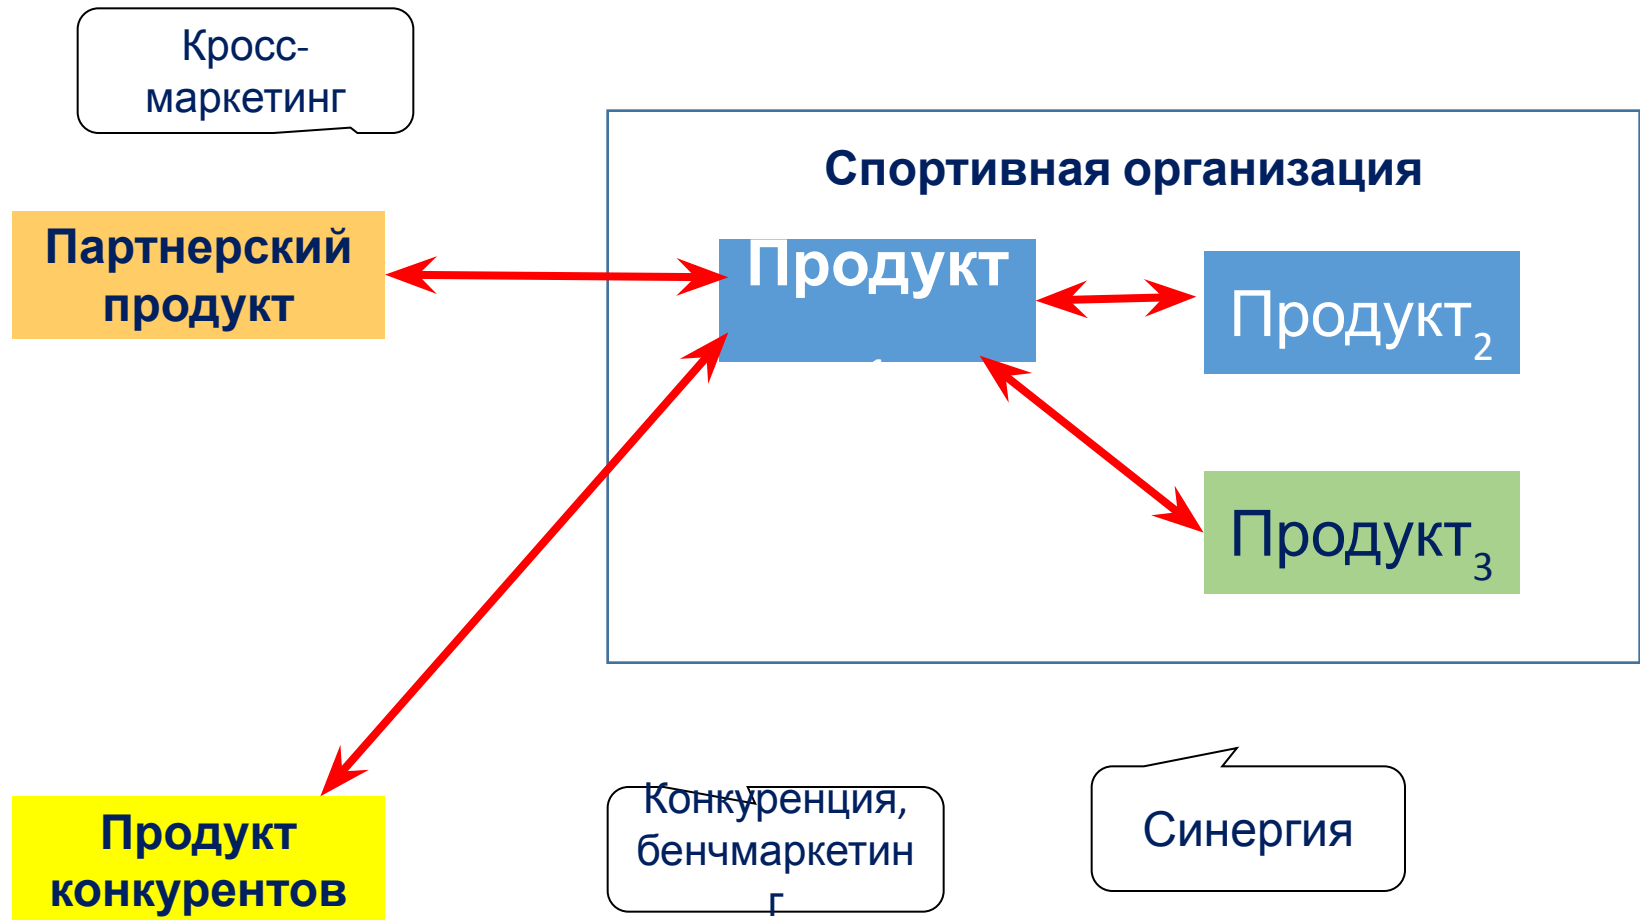 Кросс-
маркетинг
Спортивная организация
Партнерский
продукт
Продукт
Продукт₂
Продукт₃
Продукт
конкурентов
Конкуренция,
бенчмаркетин
г
Синергия